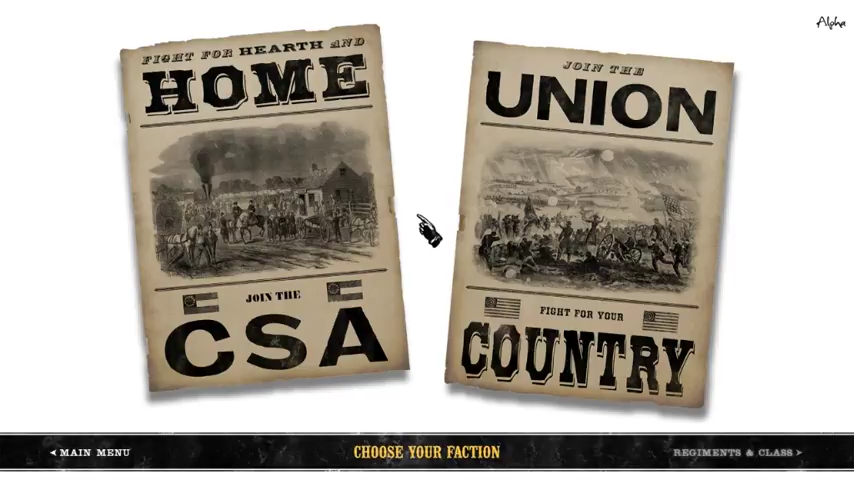 Alpha
FIGHT FOR HEARTH AND
HOME
JOIN THE
CSA
JOIN THE
UNION
FIGHT FOR YOUR
COUNTRY
MAIN MENU
CHOOSE YOUR FACTION
REGIMENTS & CLASS